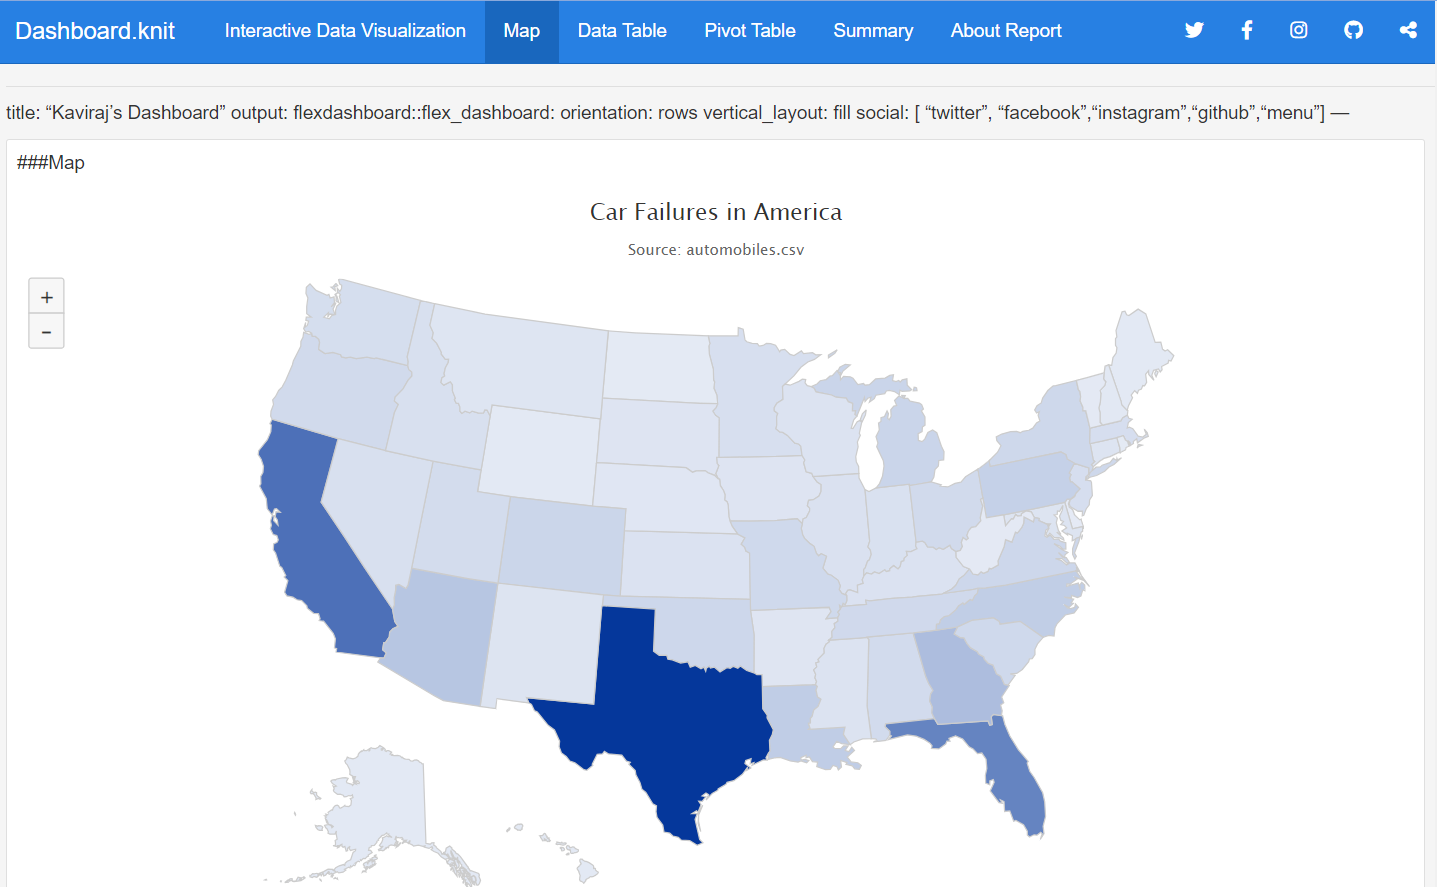 Dashboard.knit Interactive Data Visualization Map Data Table Pivot Table Summary About Report
title: “Kaviraj’s Dashboard” output: flexdashboard::flex_dashboard: orientation: rows vertical_layout: fill social: [ “twitter”, “facebook”,“instagram”,“github”,“menu”] —
###Map
Car Failures in America
Source: automobiles.csv
+
−